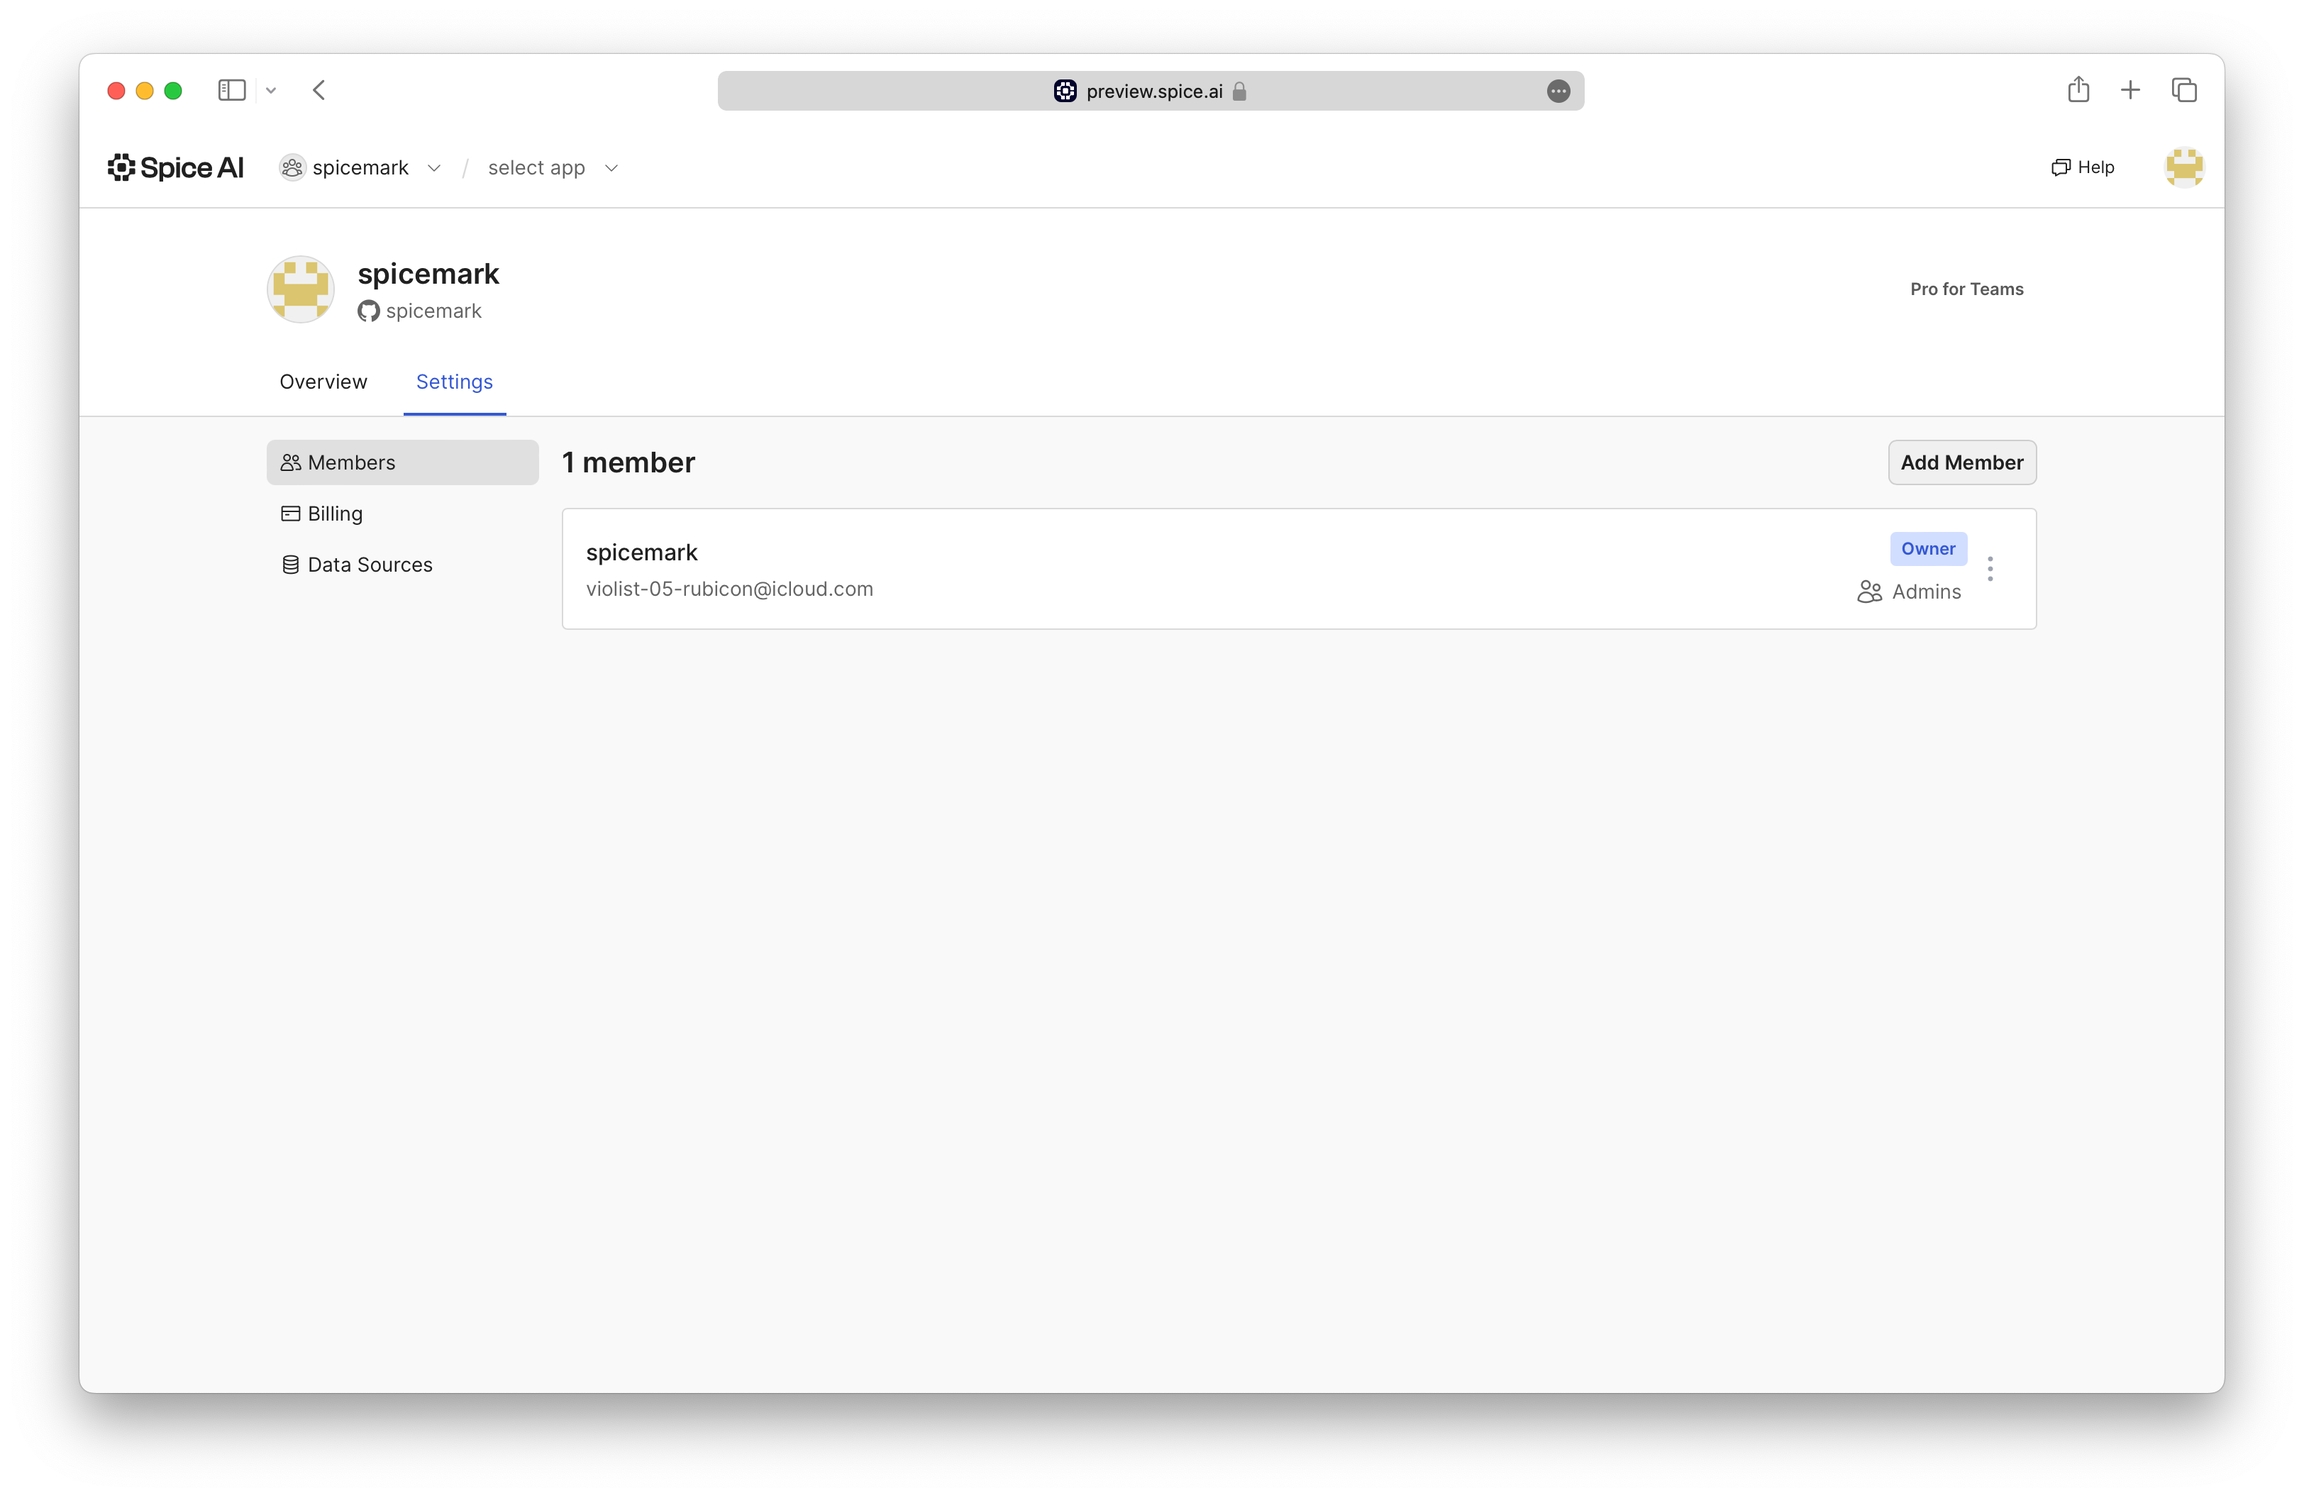 preview.spice.ai
Spice AI spicemark / select app Help
spicemark
spicemark
Pro for Teams
Overview Settings
Members
Billing
Data Sources
1 member
Add Member
spicemark
violist-05-rubicon@icloud.com
Owner
Admins